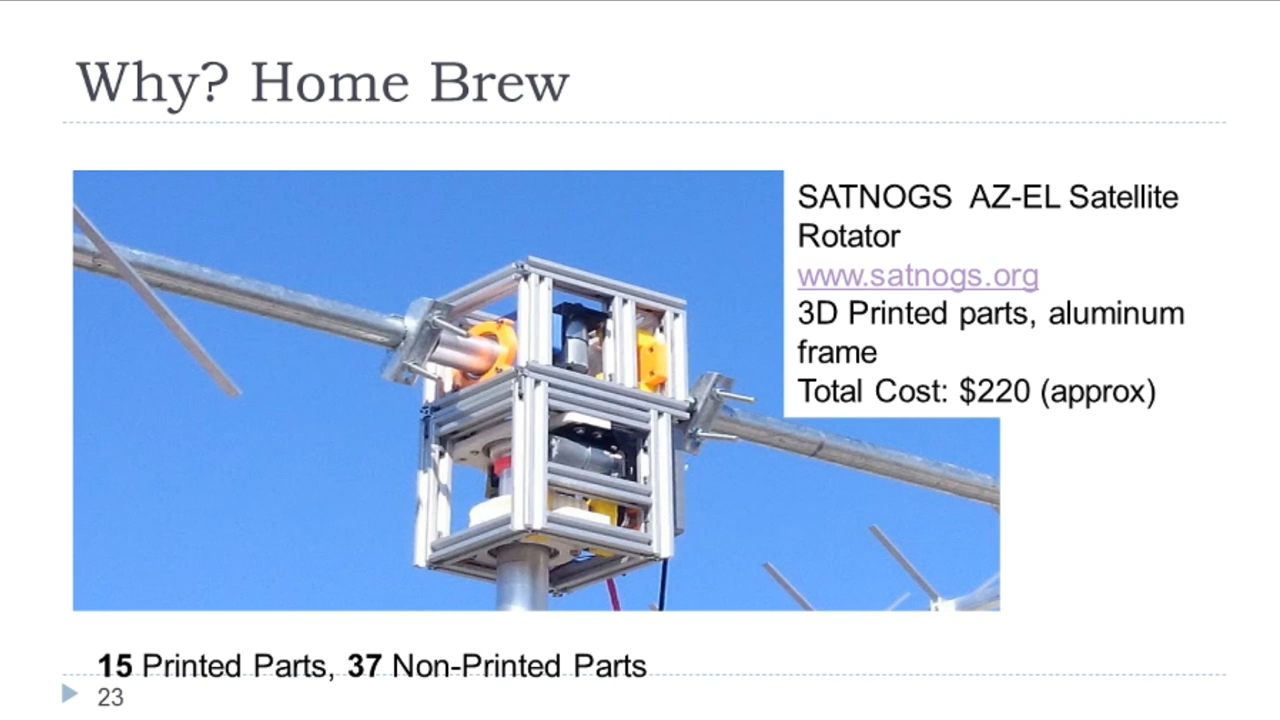 Why? Home Brew
SATNOGS  AZ-EL Satellite
Rotator
www.satnogs.org
3D Printed parts, aluminum
frame
Total Cost: $220 (approx)
15 Printed Parts, 37 Non-Printed Parts
23